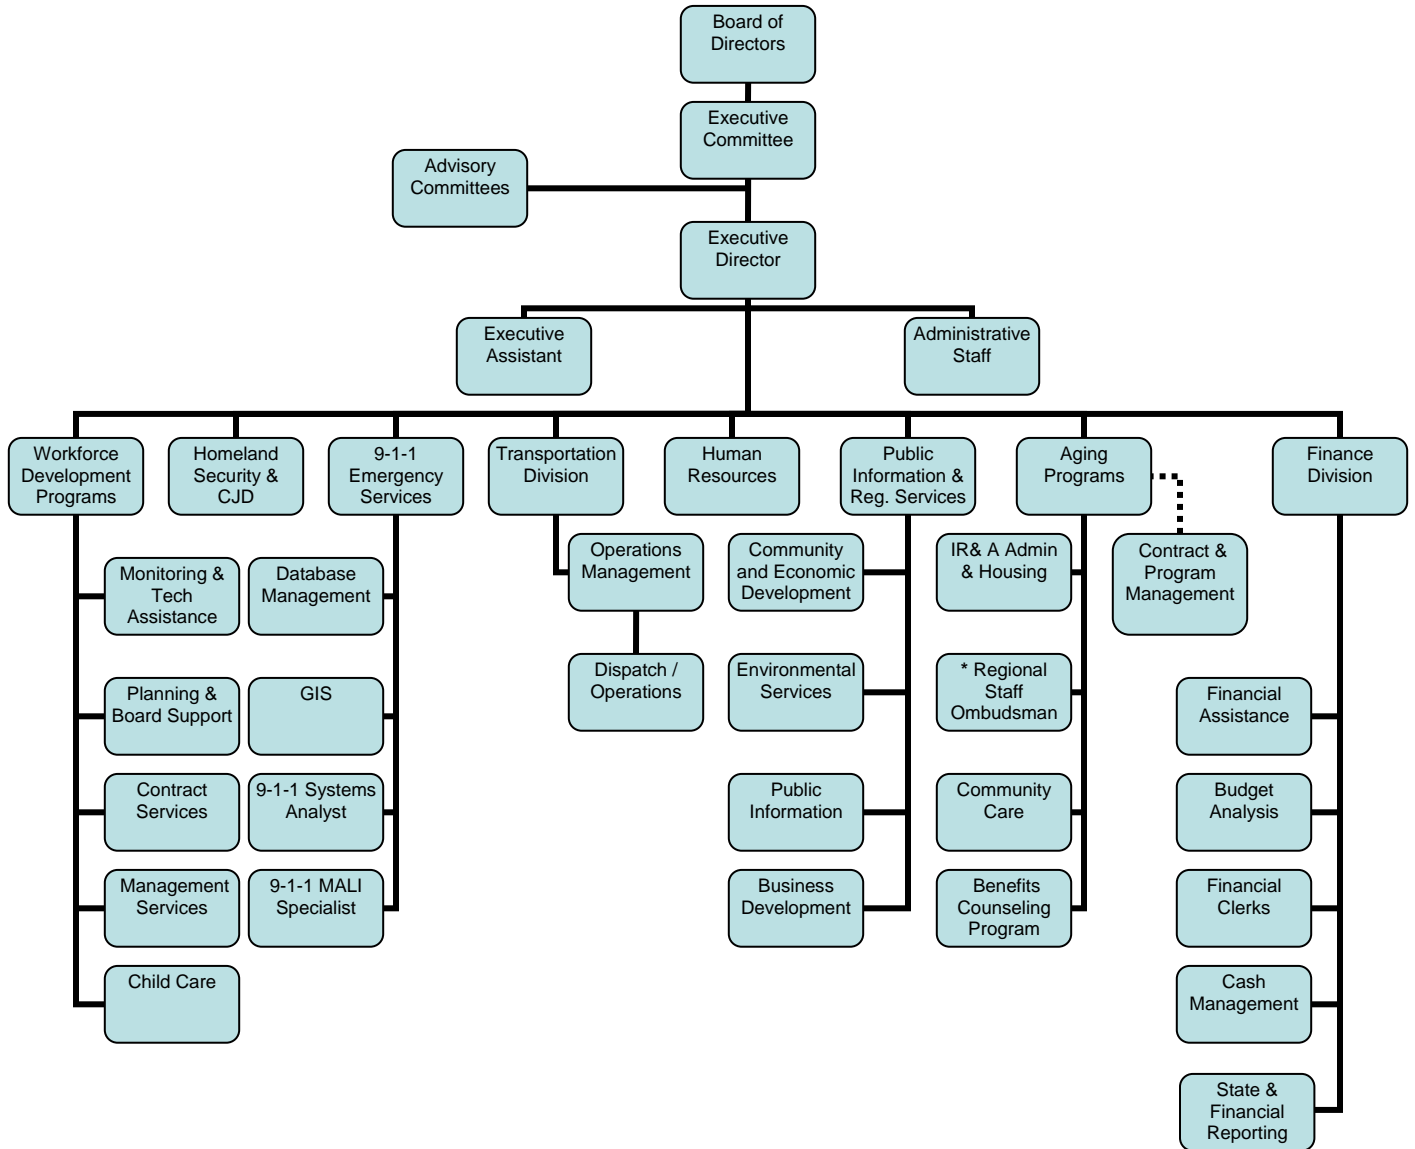 Board of
Directors
Executive
Committee
Advisory
Committees
Executive
Director
Executive
Assistant
Administrative
Staff
Workforce
Development
Programs
Homeland
Security &
CJD
9-1-1
Emergency
Services
Transportation
Division
Human
Resources
Public
Information &
Reg. Services
Aging
Programs
Finance
Division
Monitoring &
Tech
Assistance
Database
Management
Operations
Management
Community
and Economic
Development
IR& A Admin
& Housing
Contract &
Program
Management
Planning &
Board Support
GIS
Dispatch /
Operations
Environmental
Services
* Regional
Staff
Ombudsman
Financial
Assistance
Contract
Services
9-1-1 Systems
Analyst
Public
Information
Community
Care
Budget
Analysis
Management
Services
9-1-1 MALI
Specialist
Business
Development
Benefits
Counseling
Program
Financial
Clerks
Child Care
Cash
Management
State &
Financial
Reporting